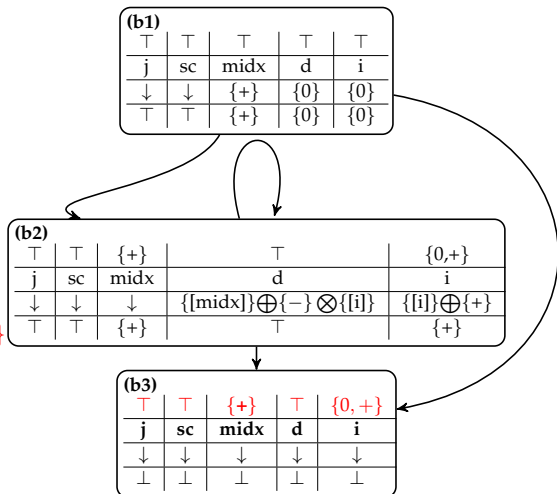 (b1)
⊤ ⊤ ⊤ ⊤ ⊤
j sc midx d i
↓ ↓ {+} {0} {0}
⊤ ⊤ {+} {0} {0}
(b2)
⊤ ⊤ {+} ⊤ {0,+}
j sc midx d i
↓ ↓ ↓ {[midx]}⨁{−} ⨂{[i]} {[i]}⨁{+}
⊤ ⊤ {+} ⊤ {+}
}
(b3)
⊤ ⊤ {+} ⊤ {0, +}
j sc midx d i
↓ ↓ ↓ ↓ ↓
⊥ ⊥ ⊥ ⊥ ⊥